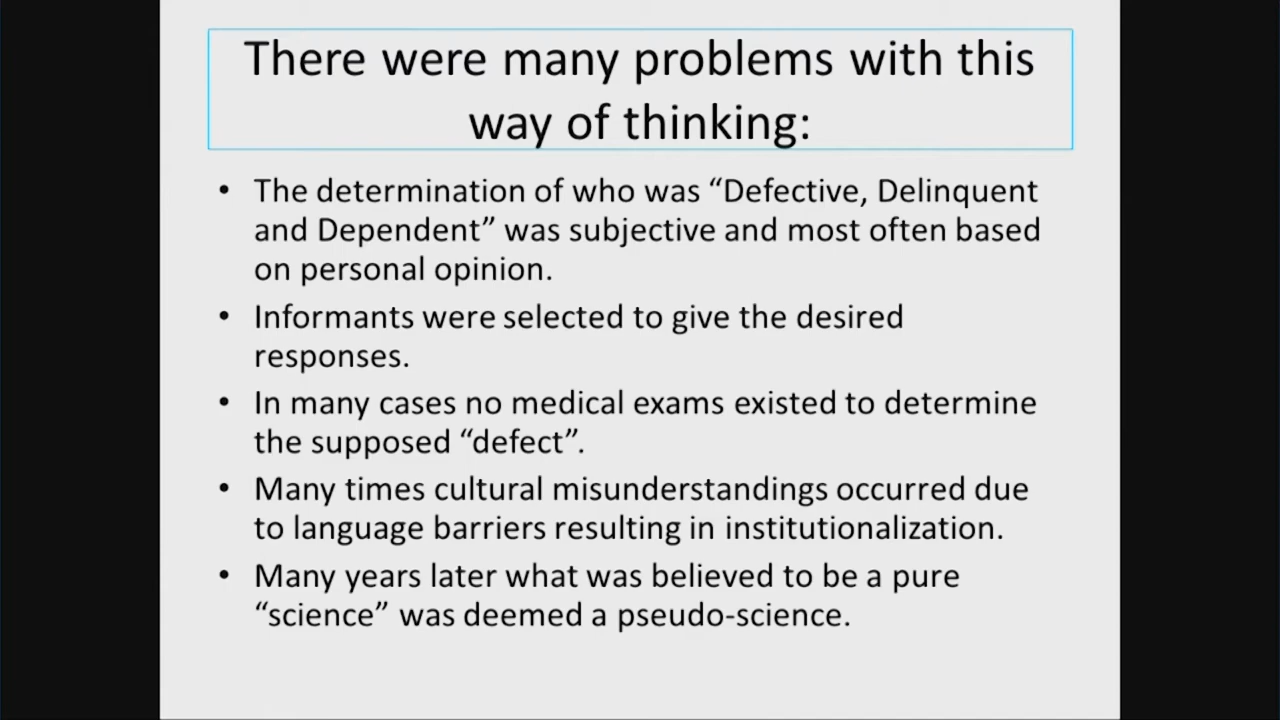 There were many problems with this
way of thinking:
• The determination of who was “Defective, Delinquent
and Dependent” was subjective and most often based
on personal opinion.
• Informants were selected to give the desired
responses.
• In many cases no medical exams existed to determine
the supposed “defect”.
• Many times cultural misunderstandings occurred due
to language barriers resulting in institutionalization.
• Many years later what was believed to be a pure
“science” was deemed a pseudo-science.